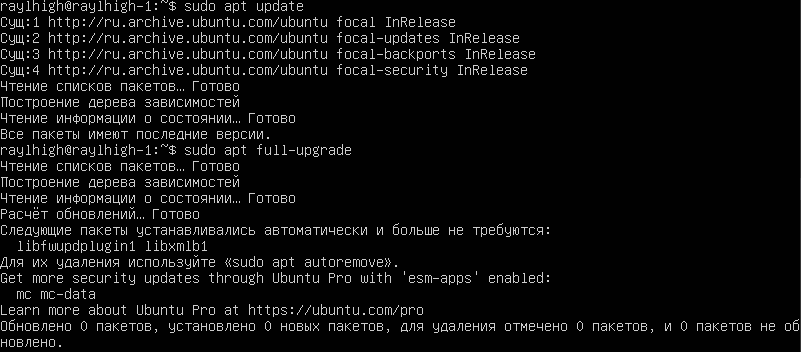 raylhigh@raylhigh-1:~$ sudo apt update
Сущ:1 http://ru.archive.ubuntu.com/ubuntu focal InRelease
Сущ:2 http://ru.archive.ubuntu.com/ubuntu focal-updates InRelease
Сущ:3 http://ru.archive.ubuntu.com/ubuntu focal-backports InRelease
Сущ:4 http://ru.archive.ubuntu.com/ubuntu focal-security InRelease
Чтение списков пакетов… Готово
Построение дерева зависимостей
Чтение информации о состоянии… Готово
Все пакеты имеют последние версии.
raylhigh@raylhigh-1:~$ sudo apt full-upgrade
Чтение списков пакетов… Готово
Построение дерева зависимостей
Чтение информации о состоянии… Готово
Расчёт обновлений… Готово
Следующие пакеты устанавливались автоматически и больше не требуются:
  libfwupdplugin1 libxmlb1
Для их удаления используйте «sudo apt autoremove».
Get more security updates through Ubuntu Pro with 'esm-apps' enabled:
  mc mc-data
Learn more about Ubuntu Pro at https://ubuntu.com/pro
Обновлено 0 пакетов, установлено 0 новых пакетов, для удаления отмечено 0 пакетов, и 0 пакетов не об
новлено.